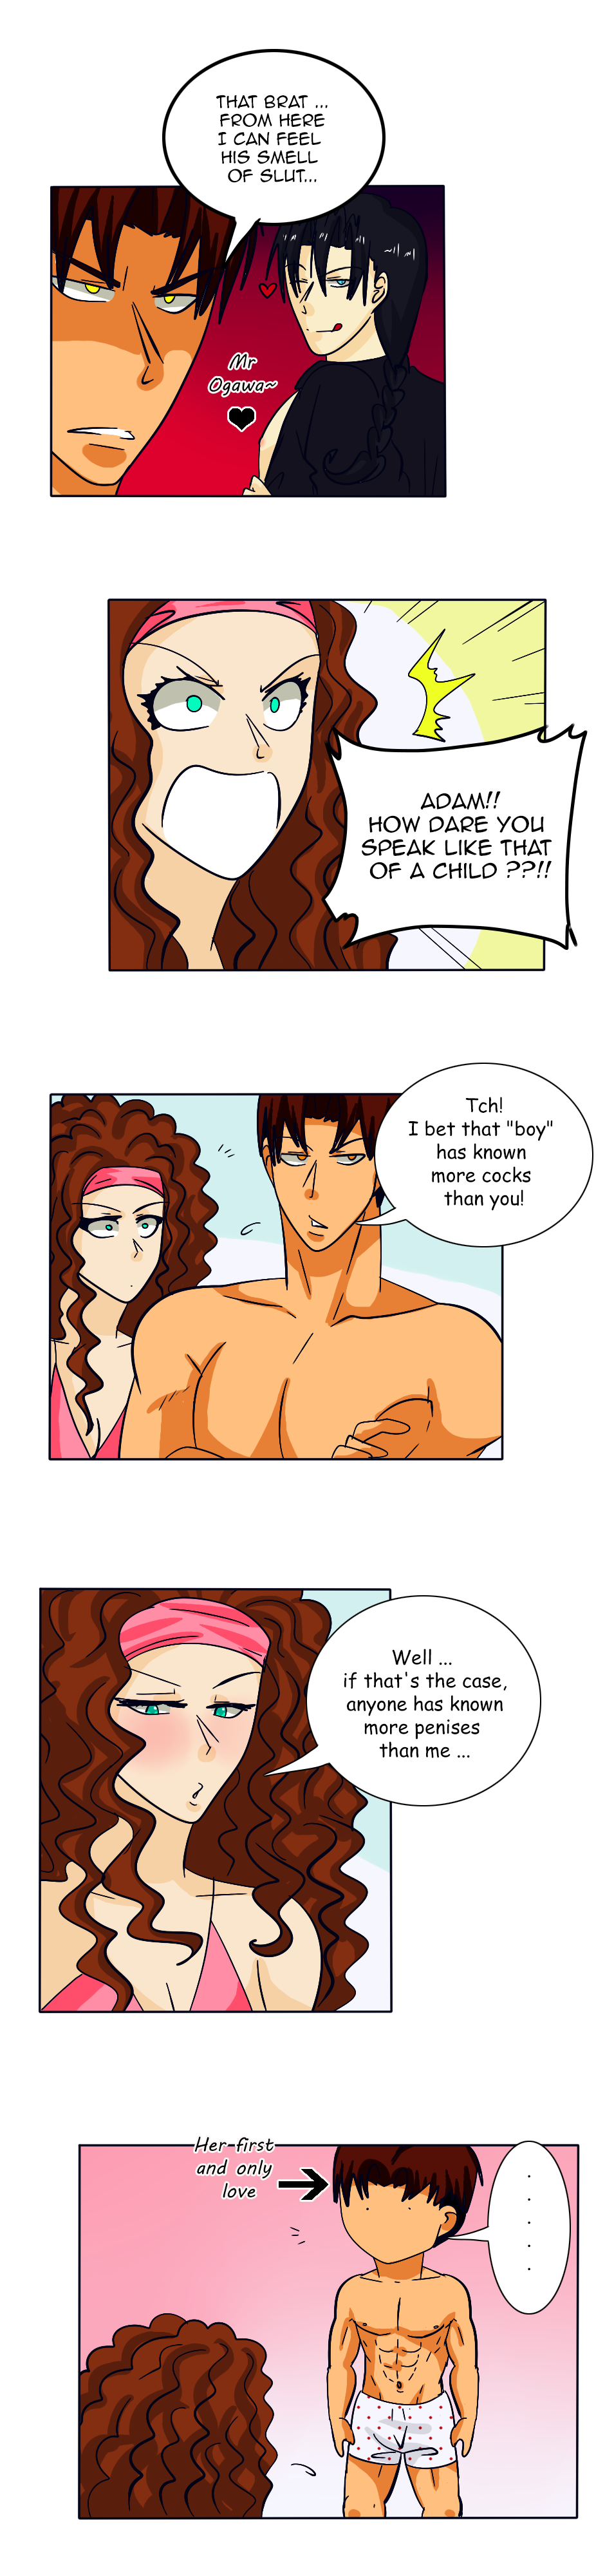 THAT BRAT ...
FROM HERE
I CAN FEEL
HIS SMELL
OF SLUT...
Mr
Ogawa~
ADAM!!
HOW DARE YOU
SPEAK LIKE THAT
OF A CHILD ??!!
Tch!
I bet that "boy"
has known
more cocks
than you!
Well ...
if that's the case,
anyone has known
more penises
than me ...
Her first
and only
love
. . . . .